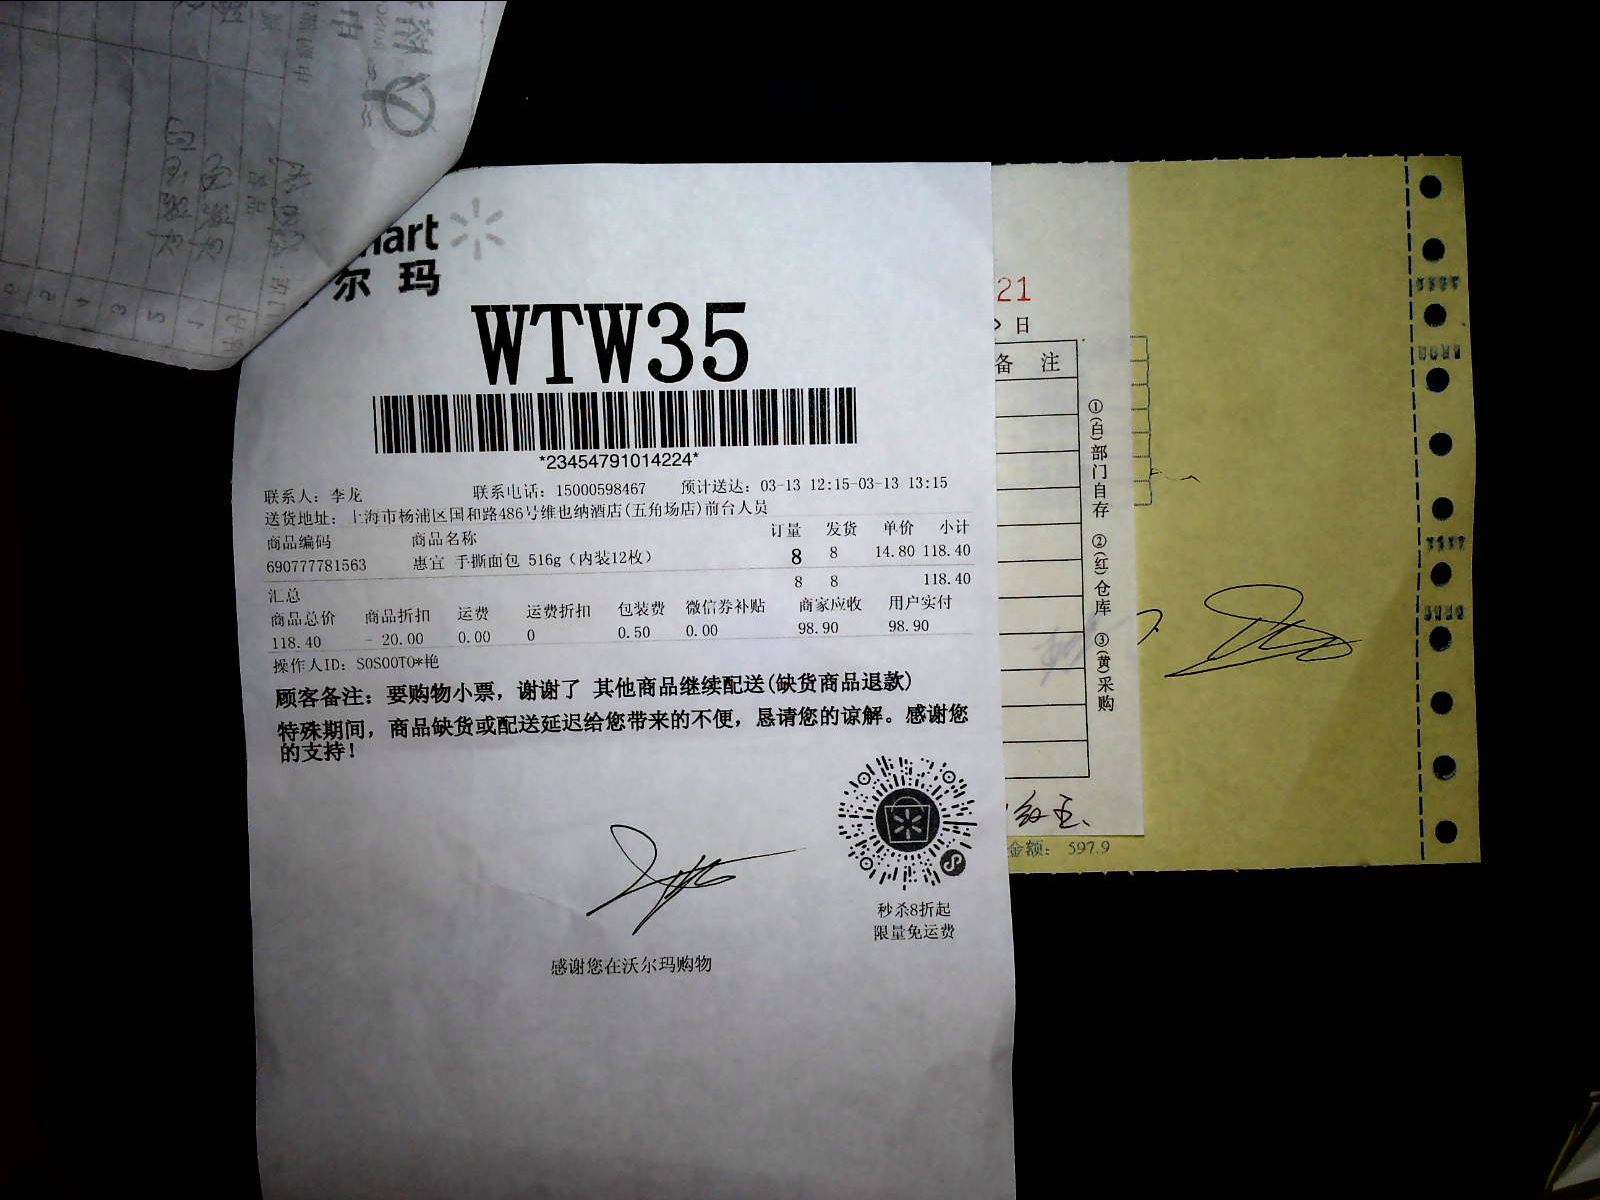 mart
尔玛
WTW35
*23454791014224*
联系人：李龙 联系电话：15000598467 预计送达：03-13 12:15-03-13 13:15
送货地址：上海市杨浦区国和路486号维也纳酒店(五角场店)前台人员
商品编码 商品名称 订量 发货 单价 小计
690777781563 惠宜 手撕面包 516g（内装12枚） 8 8 14.80 118.40
汇总 8 8 118.40
商品总价 商品折扣 运费 运费折扣 包装费 微信券补贴 商家应收 用户实付
118.40 - 20.00 0.00 0 0.50 0.00 98.90 98.90
操作人ID：SOSOOTO*艳
顾客备注：要购物小票，谢谢了 其他商品继续配送(缺货商品退款)
特殊期间，商品缺货或配送延迟给您带来的不便，恳请您的谅解。感谢您
的支持！
秒杀8折起
限量免运费
感谢您在沃尔玛购物
21
日
备 注
①(白)部门自存 ②(红)仓库 ③(黄)采购
金额： 597.9